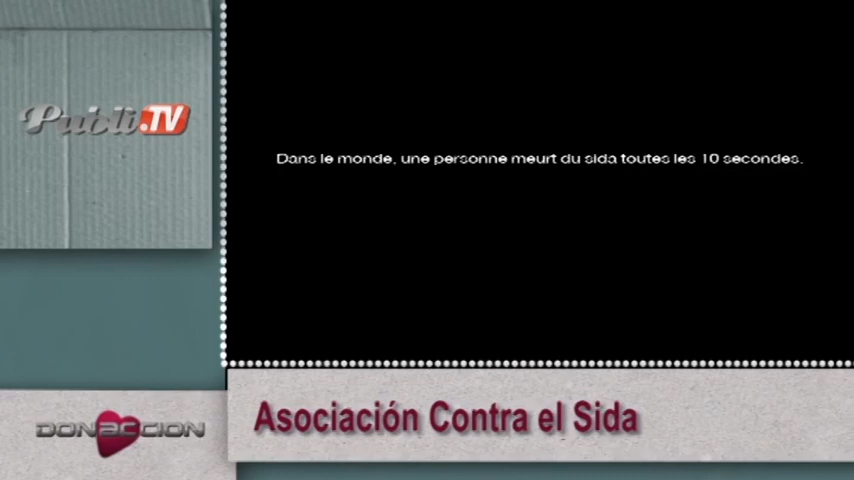 Publi.TV
Dans le monde, une personne meurt du sida toutes les 10 secondes.
DONACCION
Asociación Contra el Sida